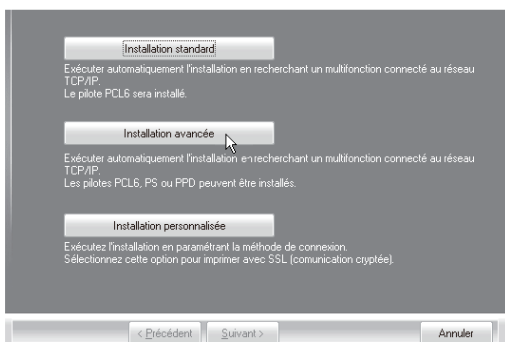 Installation standard
Exécuter automatiquement l'installation en recherchant un multifonction connecté au réseau
TCP/IP.
Le pilote PCL6 sera installé.
Installation avancée
Exécuter automatiquement l'installation en recherchant un multifonction connecté au réseau
TCP/IP.
Les pilotes PCL6, PS ou PPD peuvent être installés.
Installation personnalisée
Exécutez l'installation en paramétrant la méthode de connexion.
Sélectionnez cette option pour imprimer avec SSL (comunication cryptée).
< Précédent
Suivant >
Annuler